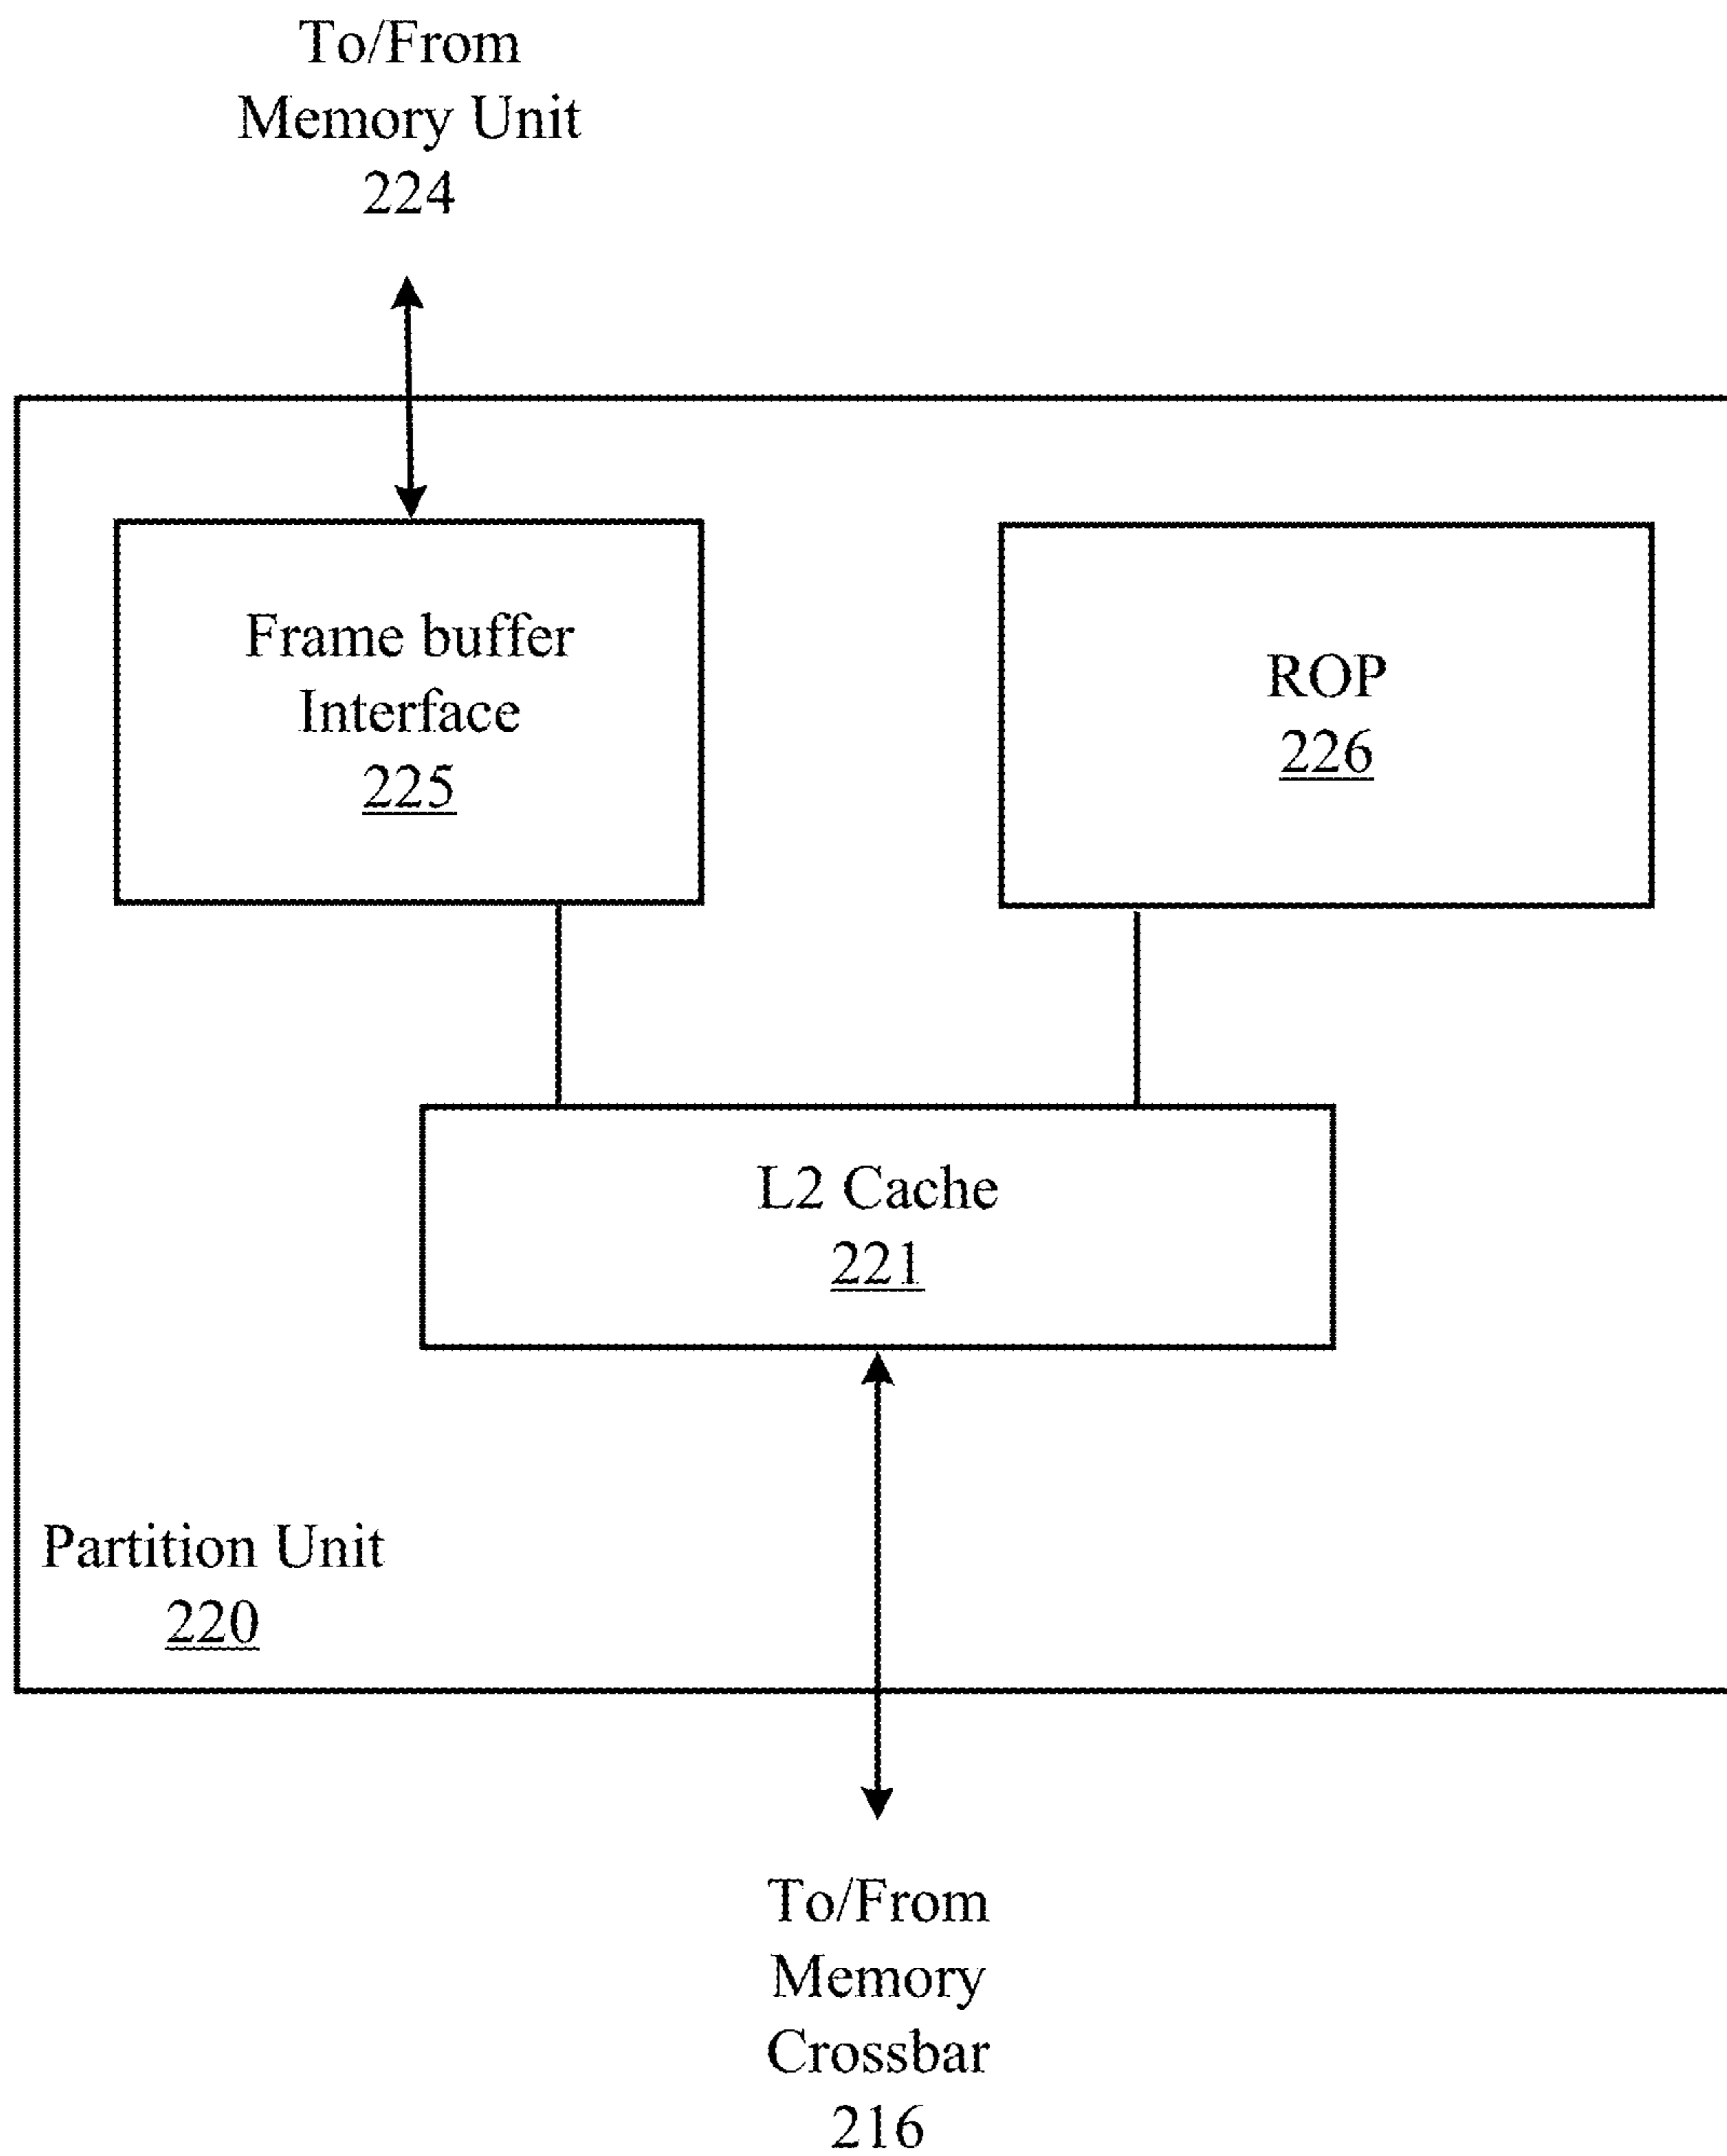 To/From
Memory Unit
224
Frame buffer
Interface
225
ROP
226
L2 Cache
221
Partition Unit
220
To/From
Memory
Crossbar
216